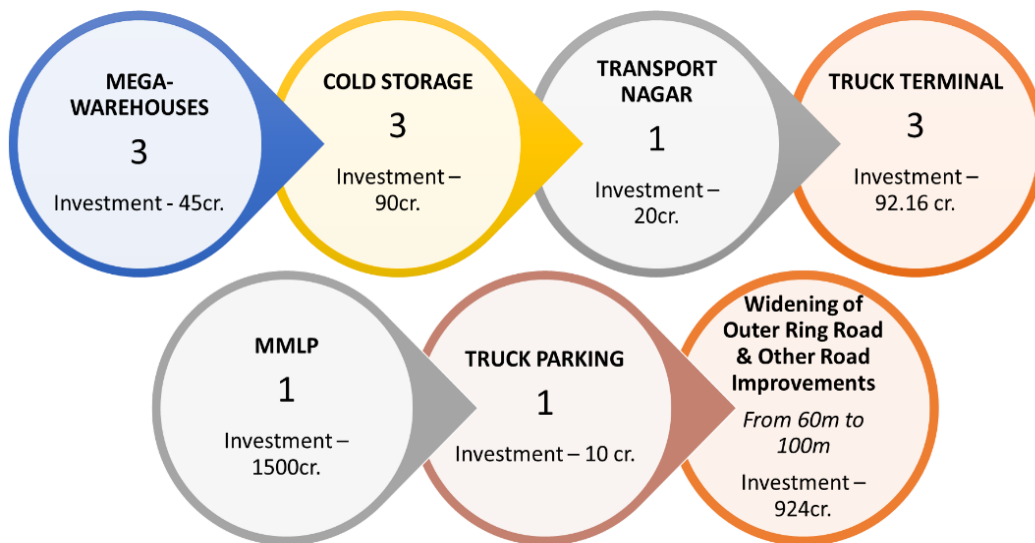 MEGA-
WAREHOUSES
3
Investment - 45cr.
COLD STORAGE
3
Investment –
90cr.
TRANSPORT
NAGAR
1
Investment –
20cr.
TRUCK TERMINAL
3
Investment –
92.16 cr.
MMLP
1
Investment –
1500cr.
TRUCK PARKING
1
Investment – 10 cr.
Widening of
Outer Ring Road
& Other Road
Improvements
From 60m to
100m
Investment –
924cr.